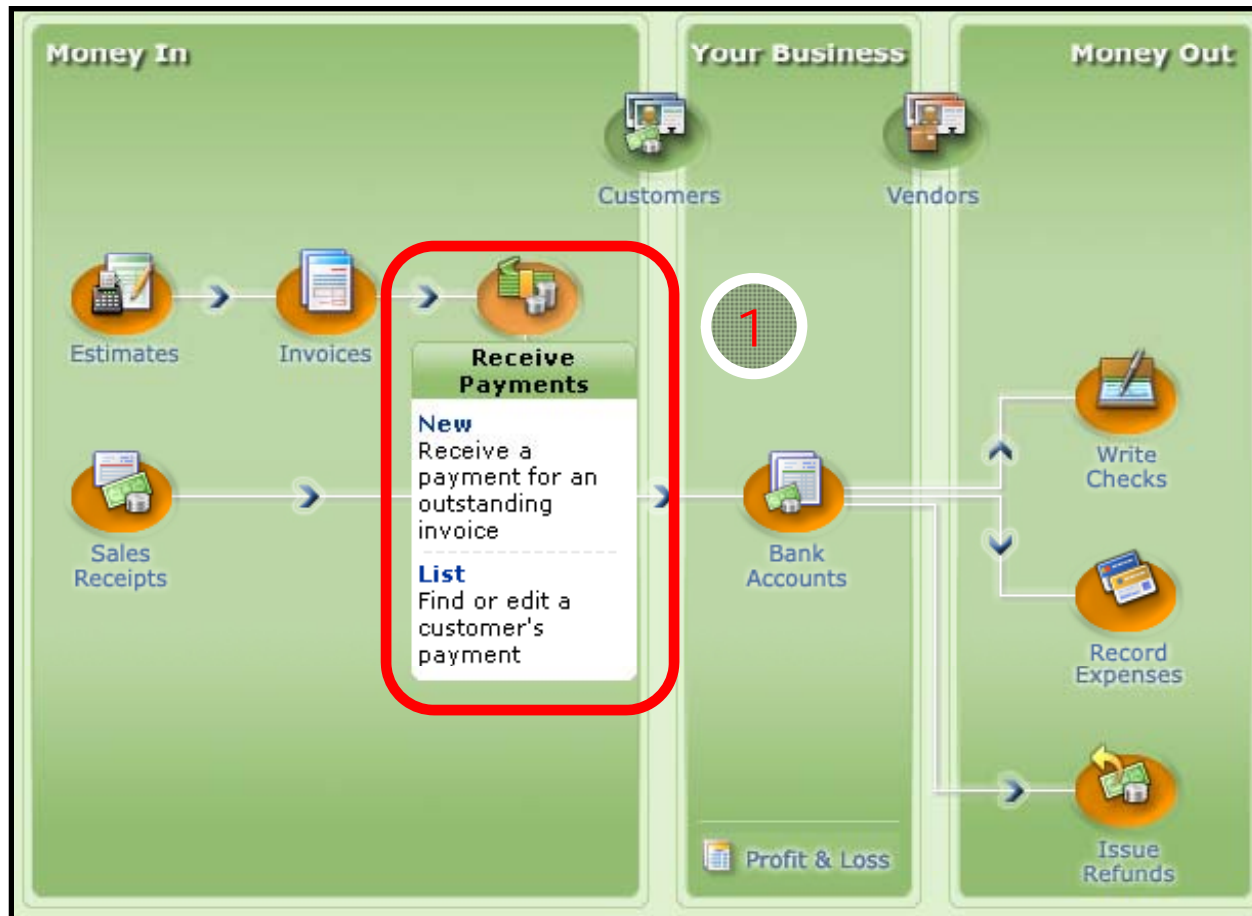 Money In
Your Business
Money Out
Customers
Vendors
Estimates
Invoices
1
Receive
Payments
New
Receive a
payment for an
outstanding
invoice
List
Find or edit a
customer's
payment
Sales
Receipts
Bank
Accounts
Write
Checks
Record
Expenses
Issue
Refunds
Profit & Loss